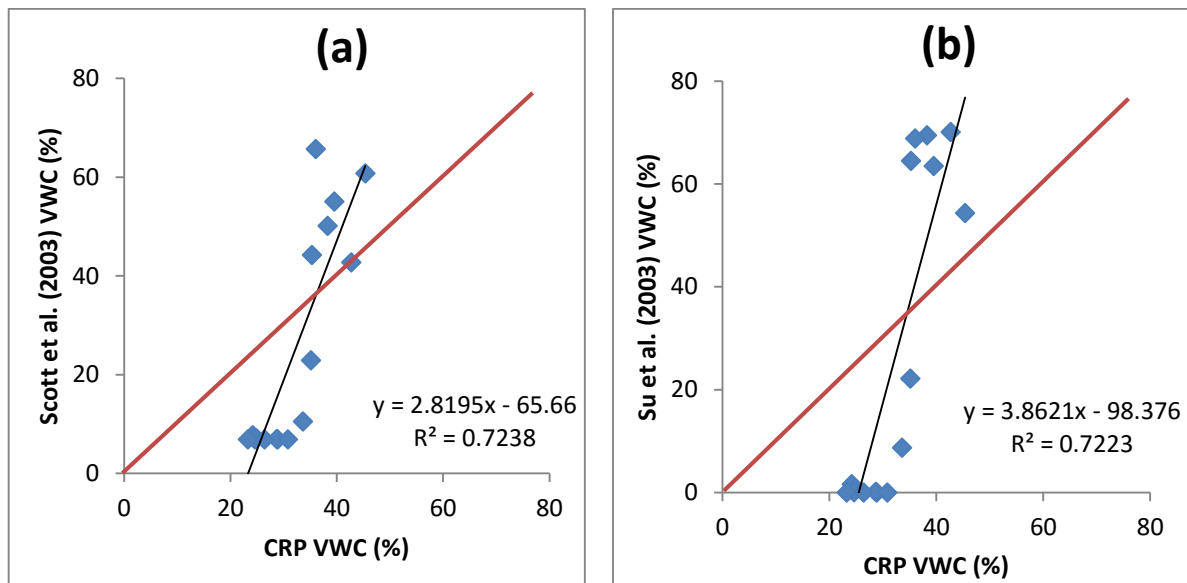 (a)
80
60
40
20
0
Scott et al. (2003) VWC (%)
y = 2.8195x - 65.66
R² = 0.7238
0 20 40 60 80
CRP VWC (%)
(b)
80
60
40
20
0
Su et al. (2003) VWC (%)
y = 3.8621x - 98.376
R² = 0.7223
0 20 40 60 80
CRP VWC (%)